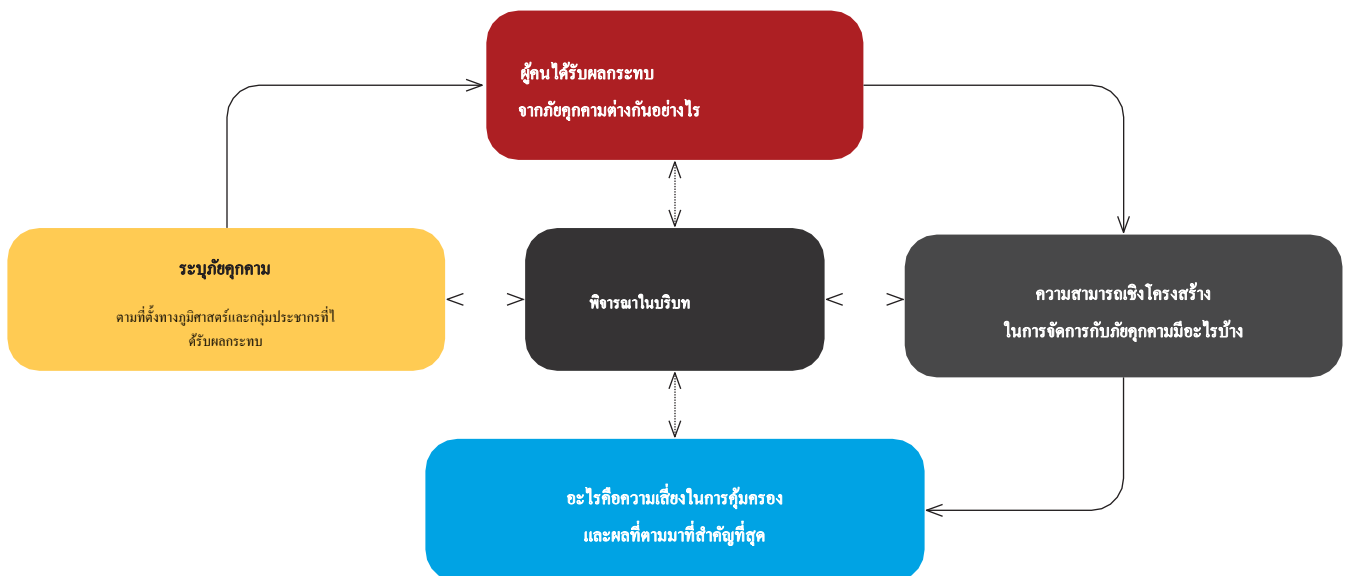 ผู้คนได้รับผลกระทบ
จากภัยคุกคามต่างกันอย่างไร
ระบุภัยคุกคาม
ตามที่ตั้งทางภูมิศาสตร์และกลุ่มประชากรที่ไ
ด้รับผลกระทบ
พิจารณาในบริบท
ความสามารถเชิงโครงสร้าง
ในการจัดการกับภัยคุกคามมีอะไรบ้าง
อะไรคือความเสี่ยงในการคุ้มครอง
และผลที่ตามมาที่สำคัญที่สุด